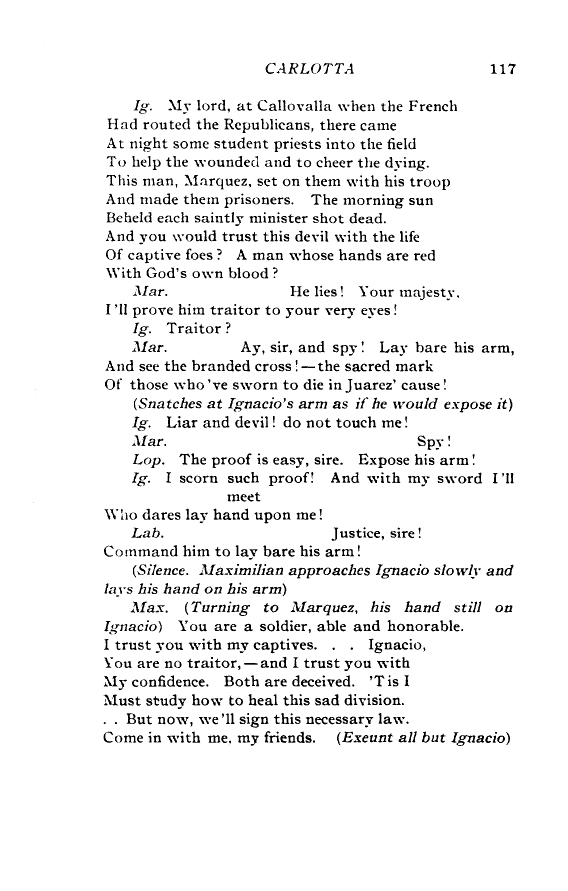 CARLOTTA 117
Ig. My lord, at Callovalla when the French
Had routed the Republicans, there came
At night some student priests into the field
To help the wounded and to cheer the dying.
This man, Marquez, set on them with his troop
And made them prisoners. The morning sun
Beheld each saintly minister shot dead.
And you would trust this devil with the life
Of captive foes? A man whose hands are red
With God's own blood?
Mar. He lies! Your majesty,
I'll prove him traitor to your very eyes!
Ig. Traitor?
Mar. Ay, sir, and spy! Lay bare his arm,
And see the branded cross!—the sacred mark
Of those who've sworn to die in Juarez' cause!
(Snatches at Ignacio's arm as if he would expose it)
Ig. Liar and devil! do not touch me!
Mar. Spy!
Lop. The proof is easy, sire. Expose his arm!
Ig. I scorn such proof! And with my sword I'll
meet
Who dares lay hand upon me!
Lab. Justice, sire!
Command him to lay bare his arm!
(Silence. Maximilian approaches Ignacio slowly and
lays his hand on his arm)
Max. (Turning to Marquez, his hand still on
Ignacio) You are a soldier, able and honorable.
I trust you with my captives. . . Ignacio,
You are no traitor,—and I trust you with
My confidence. Both are deceived. 'Tis I
Must study how to heal this sad division.
. . But now, we'll sign this necessary law.
Come in with me, my friends. (Exeunt all but Ignacio)